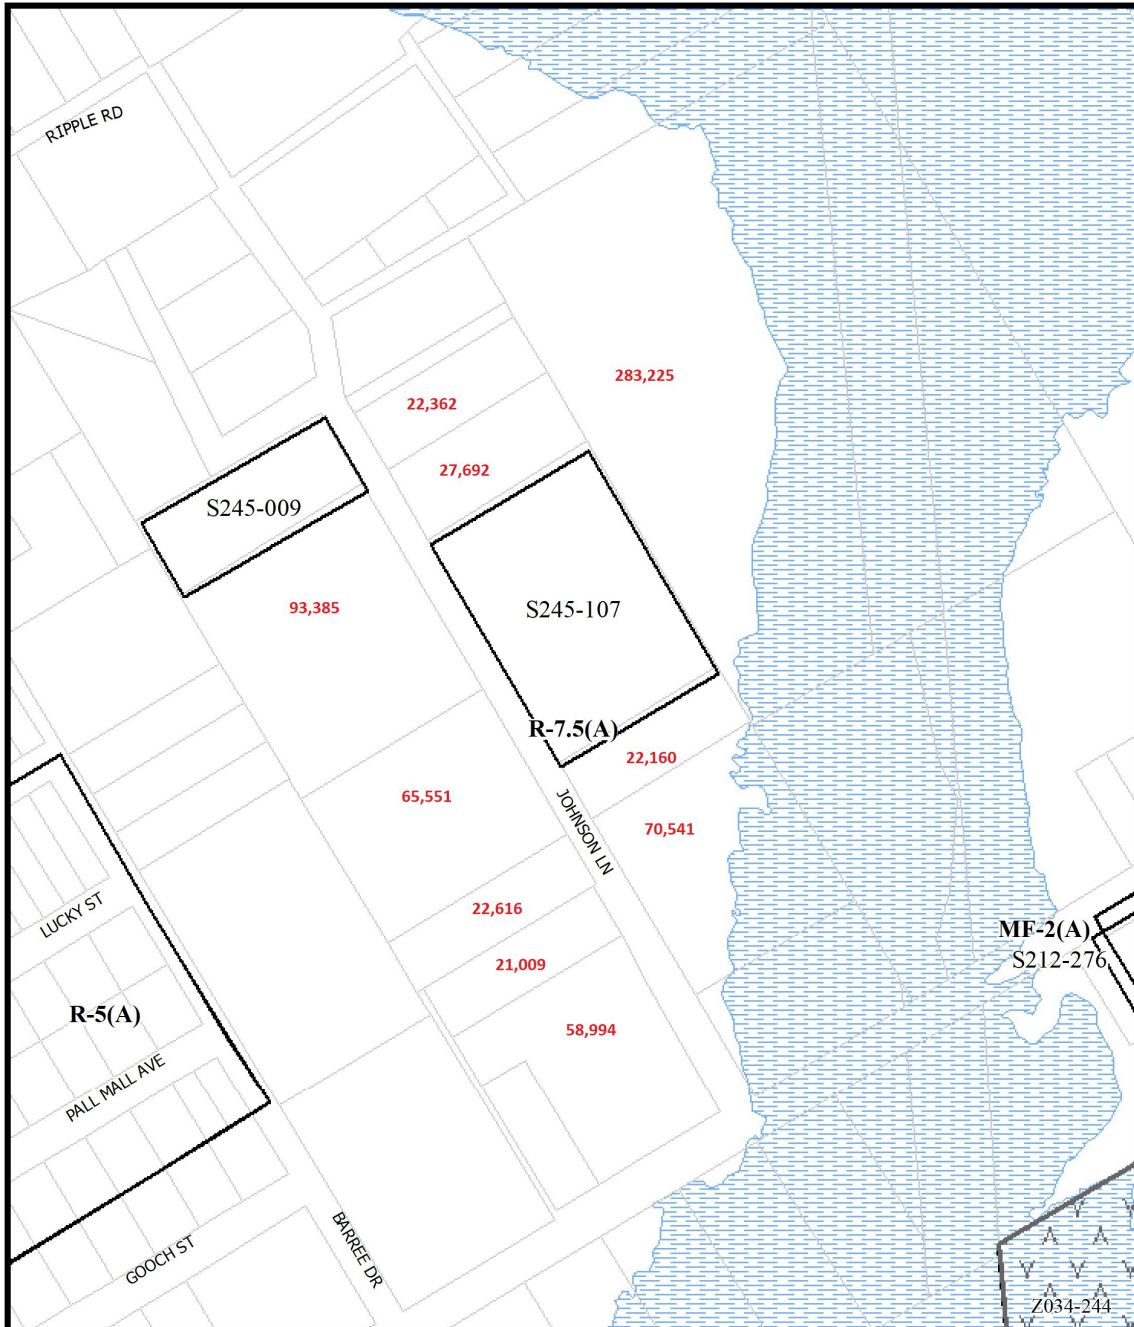 RIPPLE RD
283,225
22,362
27,692
S245-009
93,385
S245-107
R-7.5(A)
22,160
65,551
JOHNSON LN
70,541
22,616
LUCKY ST
MF-2(A)
S212-276
21,009
R-5(A)
58,994
PALL MALL AVE
BARREE DR
GOOCH ST
Z034-244